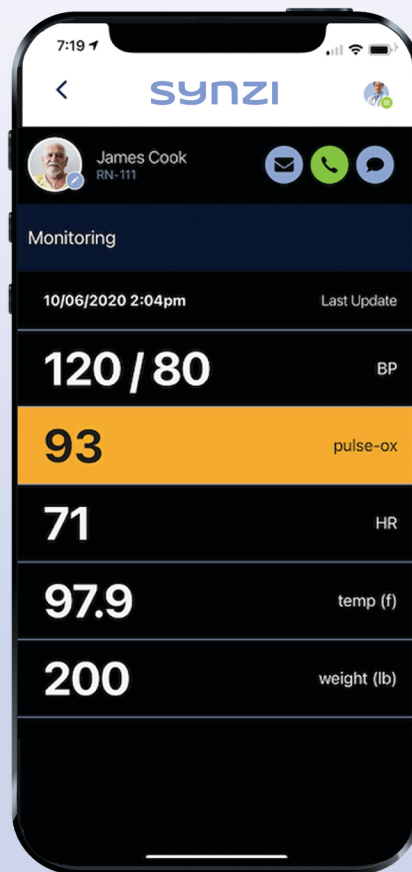 7:19
synzi
James Cook
RN-111
Monitoring
10/06/2020 2:04pm Last Update
120 / 80 BP
93 pulse-ox
71 HR
97.9 temp (f)
200 weight (lb)